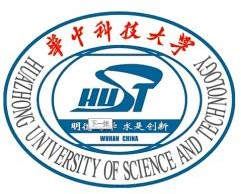 華中科技大學
HUAZHONG UNIVERSITY OF SCIENCE AND TECHNOLOGY
HUST
明德 求是创新
WUHAN CHINA